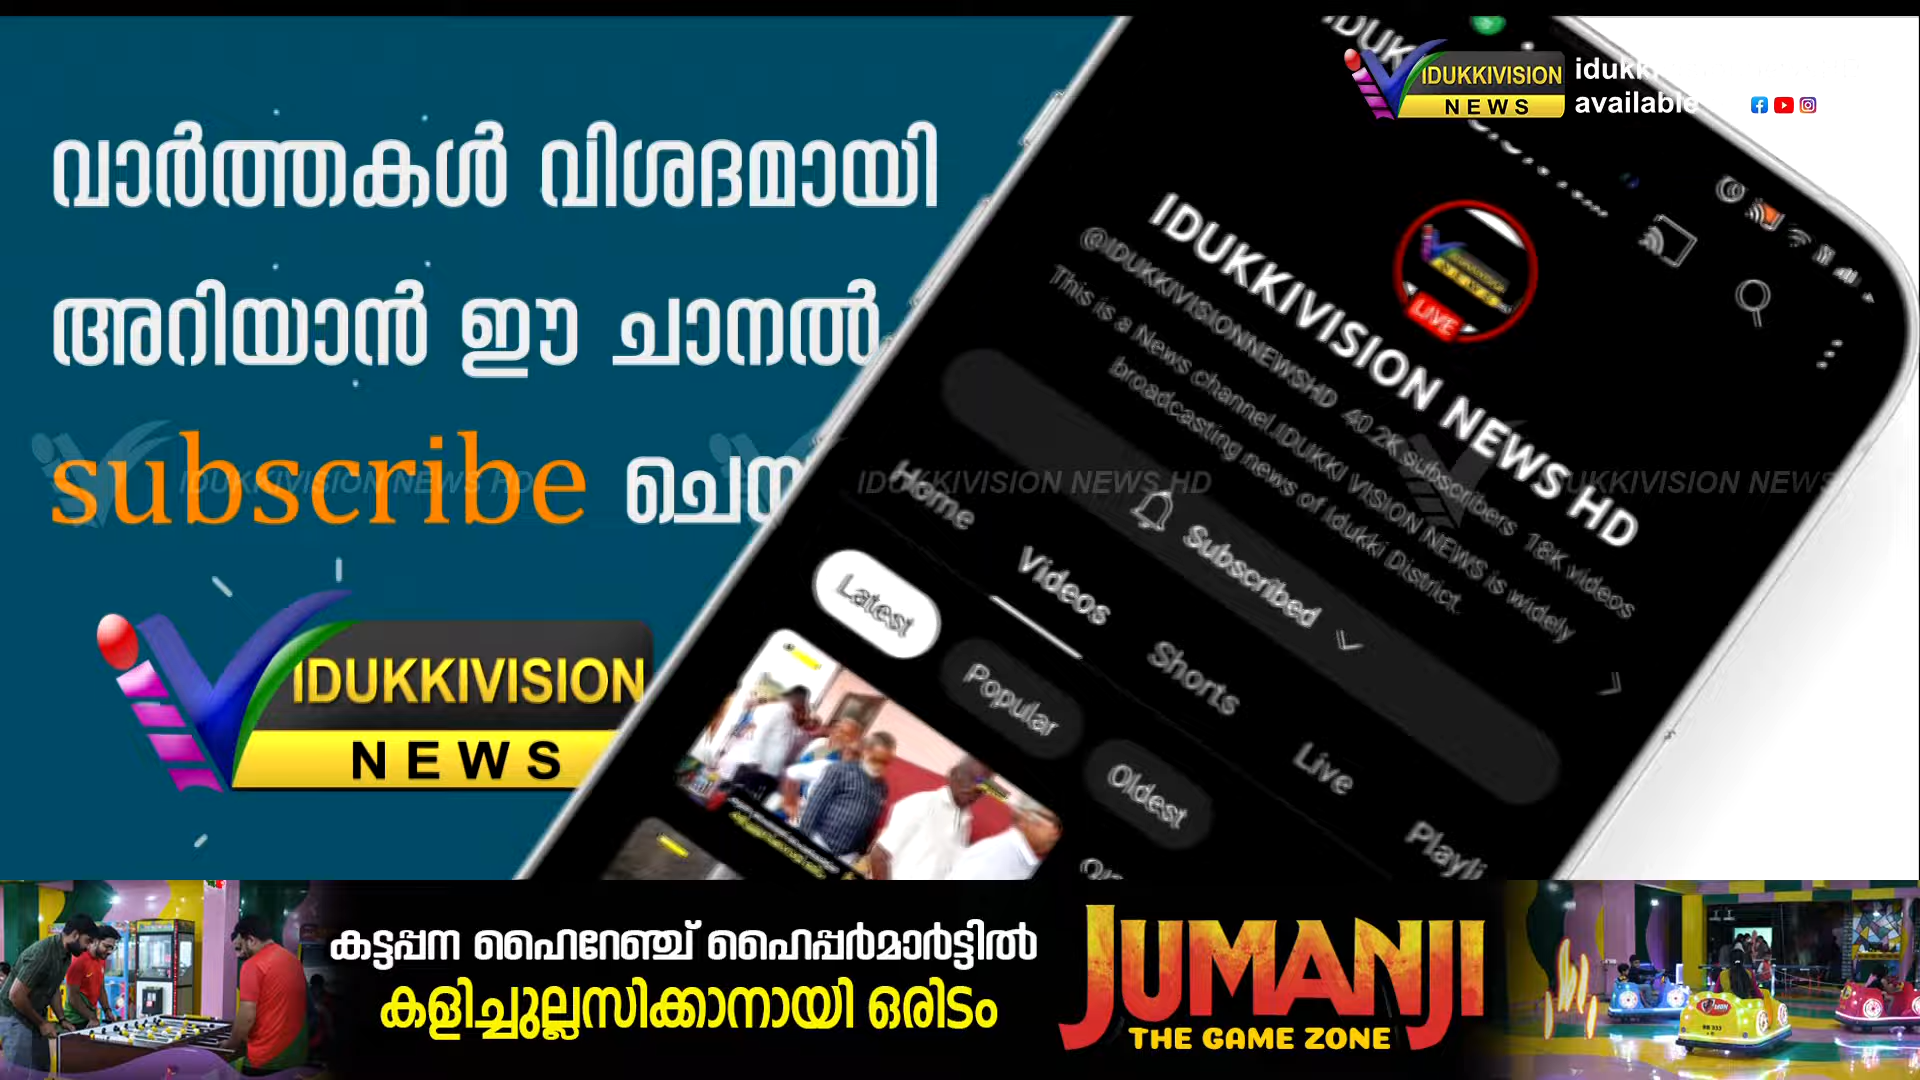 വാർത്തകൾ വിശദമായി
അറിയാൻ ഈ ചാനൽ
subscribe
IDUKKIVISION
NEWS
IDUKKIVISION
NEWS
available
IDUKKIVISION NEWS HD
@IDUKKIVISIONNEWSHD 40.2K subscribers 18K videos
This is a News channel.IDUKKI VISION NEWS is widely
broadcasting news of Idukki District.
LIVE
Subscribed
Home
Videos
Shorts
Live
Latest
Popular
Oldest
IDUKKIVISION NEWS HD
IDUKKIVISION NEWS HD
കട്ടപ്പന ഹൈറേഞ്ച് ഹൈപ്പർമാർട്ടിൽ
കളിച്ചുല്ലസിക്കാനായി ഒരിടം
JUMANJI
THE GAME ZONE